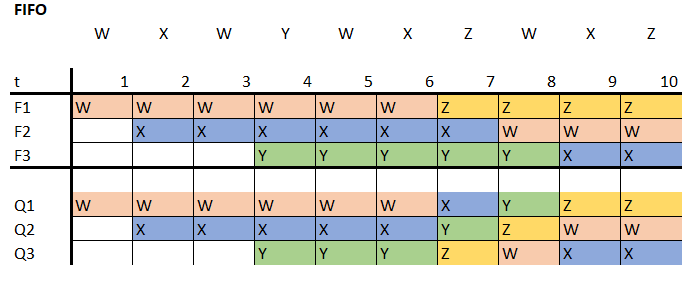 FIFO
W X W Y W X Z W X Z
t 1 2 3 4 5 6 7 8 9 10
F1 W W W W W W Z Z Z Z
F2 X X X X X X W W W
F3 Y Y Y Y Y X X
Q1 W W W W W W X Y Z Z
Q2 X X X X X Y Z W W
Q3 Y Y Y Z W X X